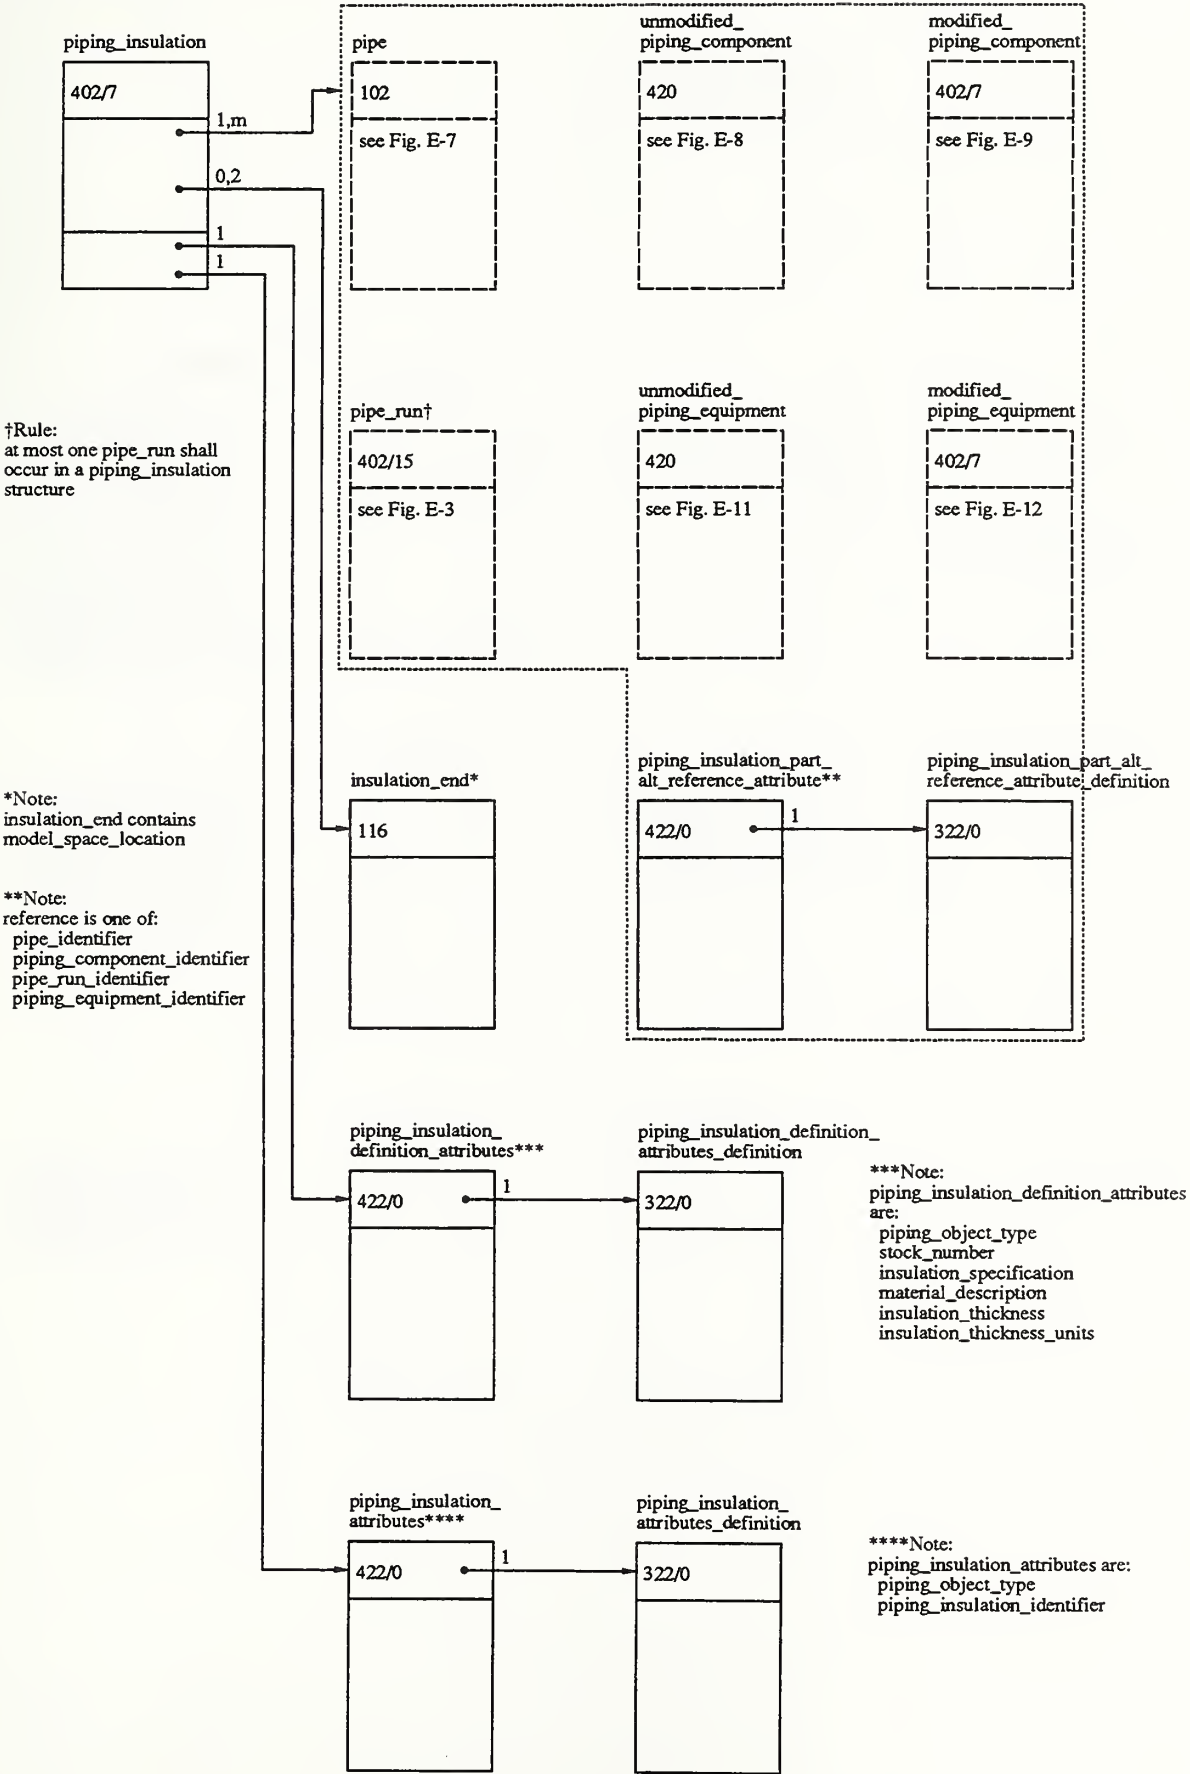 piping_insulation
402/7
1,m
0,2
1
1
pipe
102
see Fig. E-7
unmodified_
piping_component
420
see Fig. E-8
modified_
piping_component
402/7
see Fig. E-9
†Rule:
at most one pipe_run shall
occur in a piping_insulation
structure
pipe_run†
402/15
see Fig. E-3
unmodified_
piping_equipment
420
see Fig. E-11
modified_
piping_equipment
402/7
see Fig. E-12
*Note:
insulation_end contains
model_space_location
**Note:
reference is one of:
pipe_identifier
piping_component_identifier
pipe_run_identifier
piping_equipment_identifier
insulation_end*
116
piping_insulation_part_
alt_reference_attribute**
422/0
1
piping_insulation_part_alt_
reference_attribute_definition
322/0
piping_insulation_
definition_attributes***
422/0
1
piping_insulation_definition_
attributes_definition
322/0
***Note:
piping_insulation_definition_attributes
are:
piping_object_type
stock_number
insulation_specification
material_description
insulation_thickness
insulation_thickness_units
piping_insulation_
attributes****
422/0
1
piping_insulation_
attributes_definition
322/0
****Note:
piping_insulation_attributes are:
piping_object_type
piping_insulation_identifier